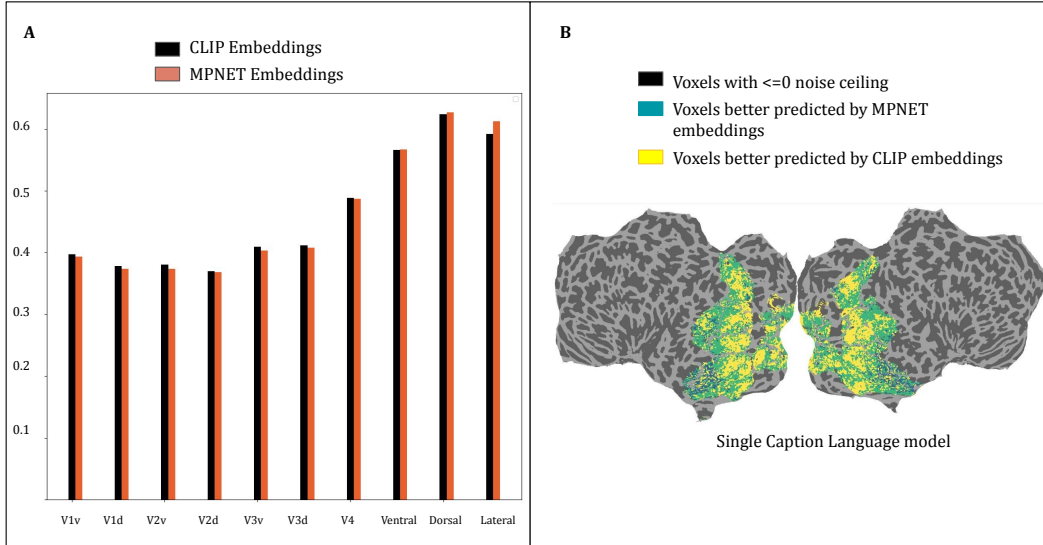 A
CLIP Embeddings
MPNET Embeddings
0.6
0.5
0.4
0.3
0.2
0.1
V1v V1d V2v V2d V3v V3d V4 Ventral Dorsal Lateral
B
Voxels with <=0 noise ceiling
Voxels better predicted by MPNET
embeddings
Voxels better predicted by CLIP embeddings
Single Caption Language model